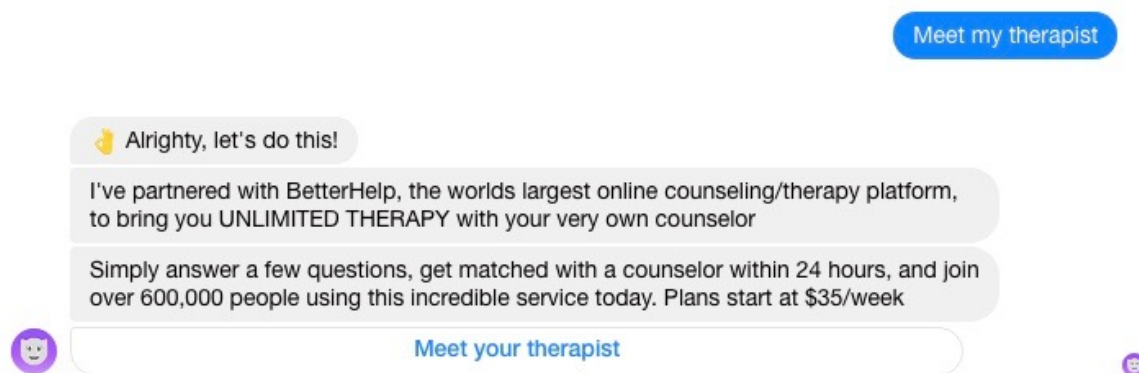 Meet my therapist
👌 Alrighty, let's do this!
I've partnered with BetterHelp, the worlds largest online counseling/therapy platform,
to bring you UNLIMITED THERAPY with your very own counselor
Simply answer a few questions, get matched with a counselor within 24 hours, and join
over 600,000 people using this incredible service today. Plans start at $35/week
Meet your therapist